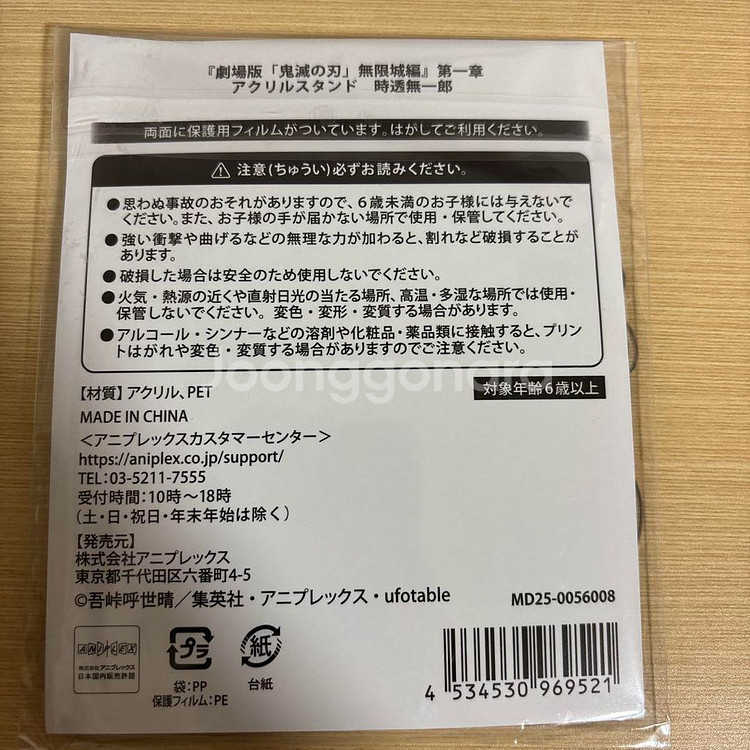 『劇場版「鬼滅の刃」無限城編』第一章
アクリルスタンド　時透無一郎
両面に保護用フィルムがついています。はがしてご利用ください。
⚠ 注意(ちゅうい)必ずお読みください。
●思わぬ事故のおそれがありますので、6歳未満のお子様には与えないで
ください。また、お子様の手が届かない場所で使用・保管してください。
●強い衝撃や曲げるなどの無理な力が加わると、割れなど破損することが
あります。
●破損した場合は安全のため使用しないでください。
●火気・熱源の近くや直射日光の当たる場所、高温・多湿な場所では使用・
保管しないでください。変色・変形・変質する場合があります。
●アルコール・シンナーなどの溶剤や化粧品・薬品類に接触すると、プリン
トはがれや変色・変質する場合がありますのでご注意ください。
Joonggonara
【材質】アクリル、PET
対象年齢6歳以上
MADE IN CHINA
＜アニプレックスカスタマーセンター＞
https://aniplex.co.jp/support/
TEL：03-5211-7555
受付時間：10時～18時
（土・日・祝日・年末年始は除く）
【発売元】
株式会社アニプレックス
東京都千代田区六番町4-5
©吾峠呼世晴／集英社・アニプレックス・ufotable
MD25-0056008
ANIPLEX
株式会社アニプレックス
日本国内販売許諾
プラ
袋：PP
保護フィルム：PE
紙
台紙
4 534530 969521